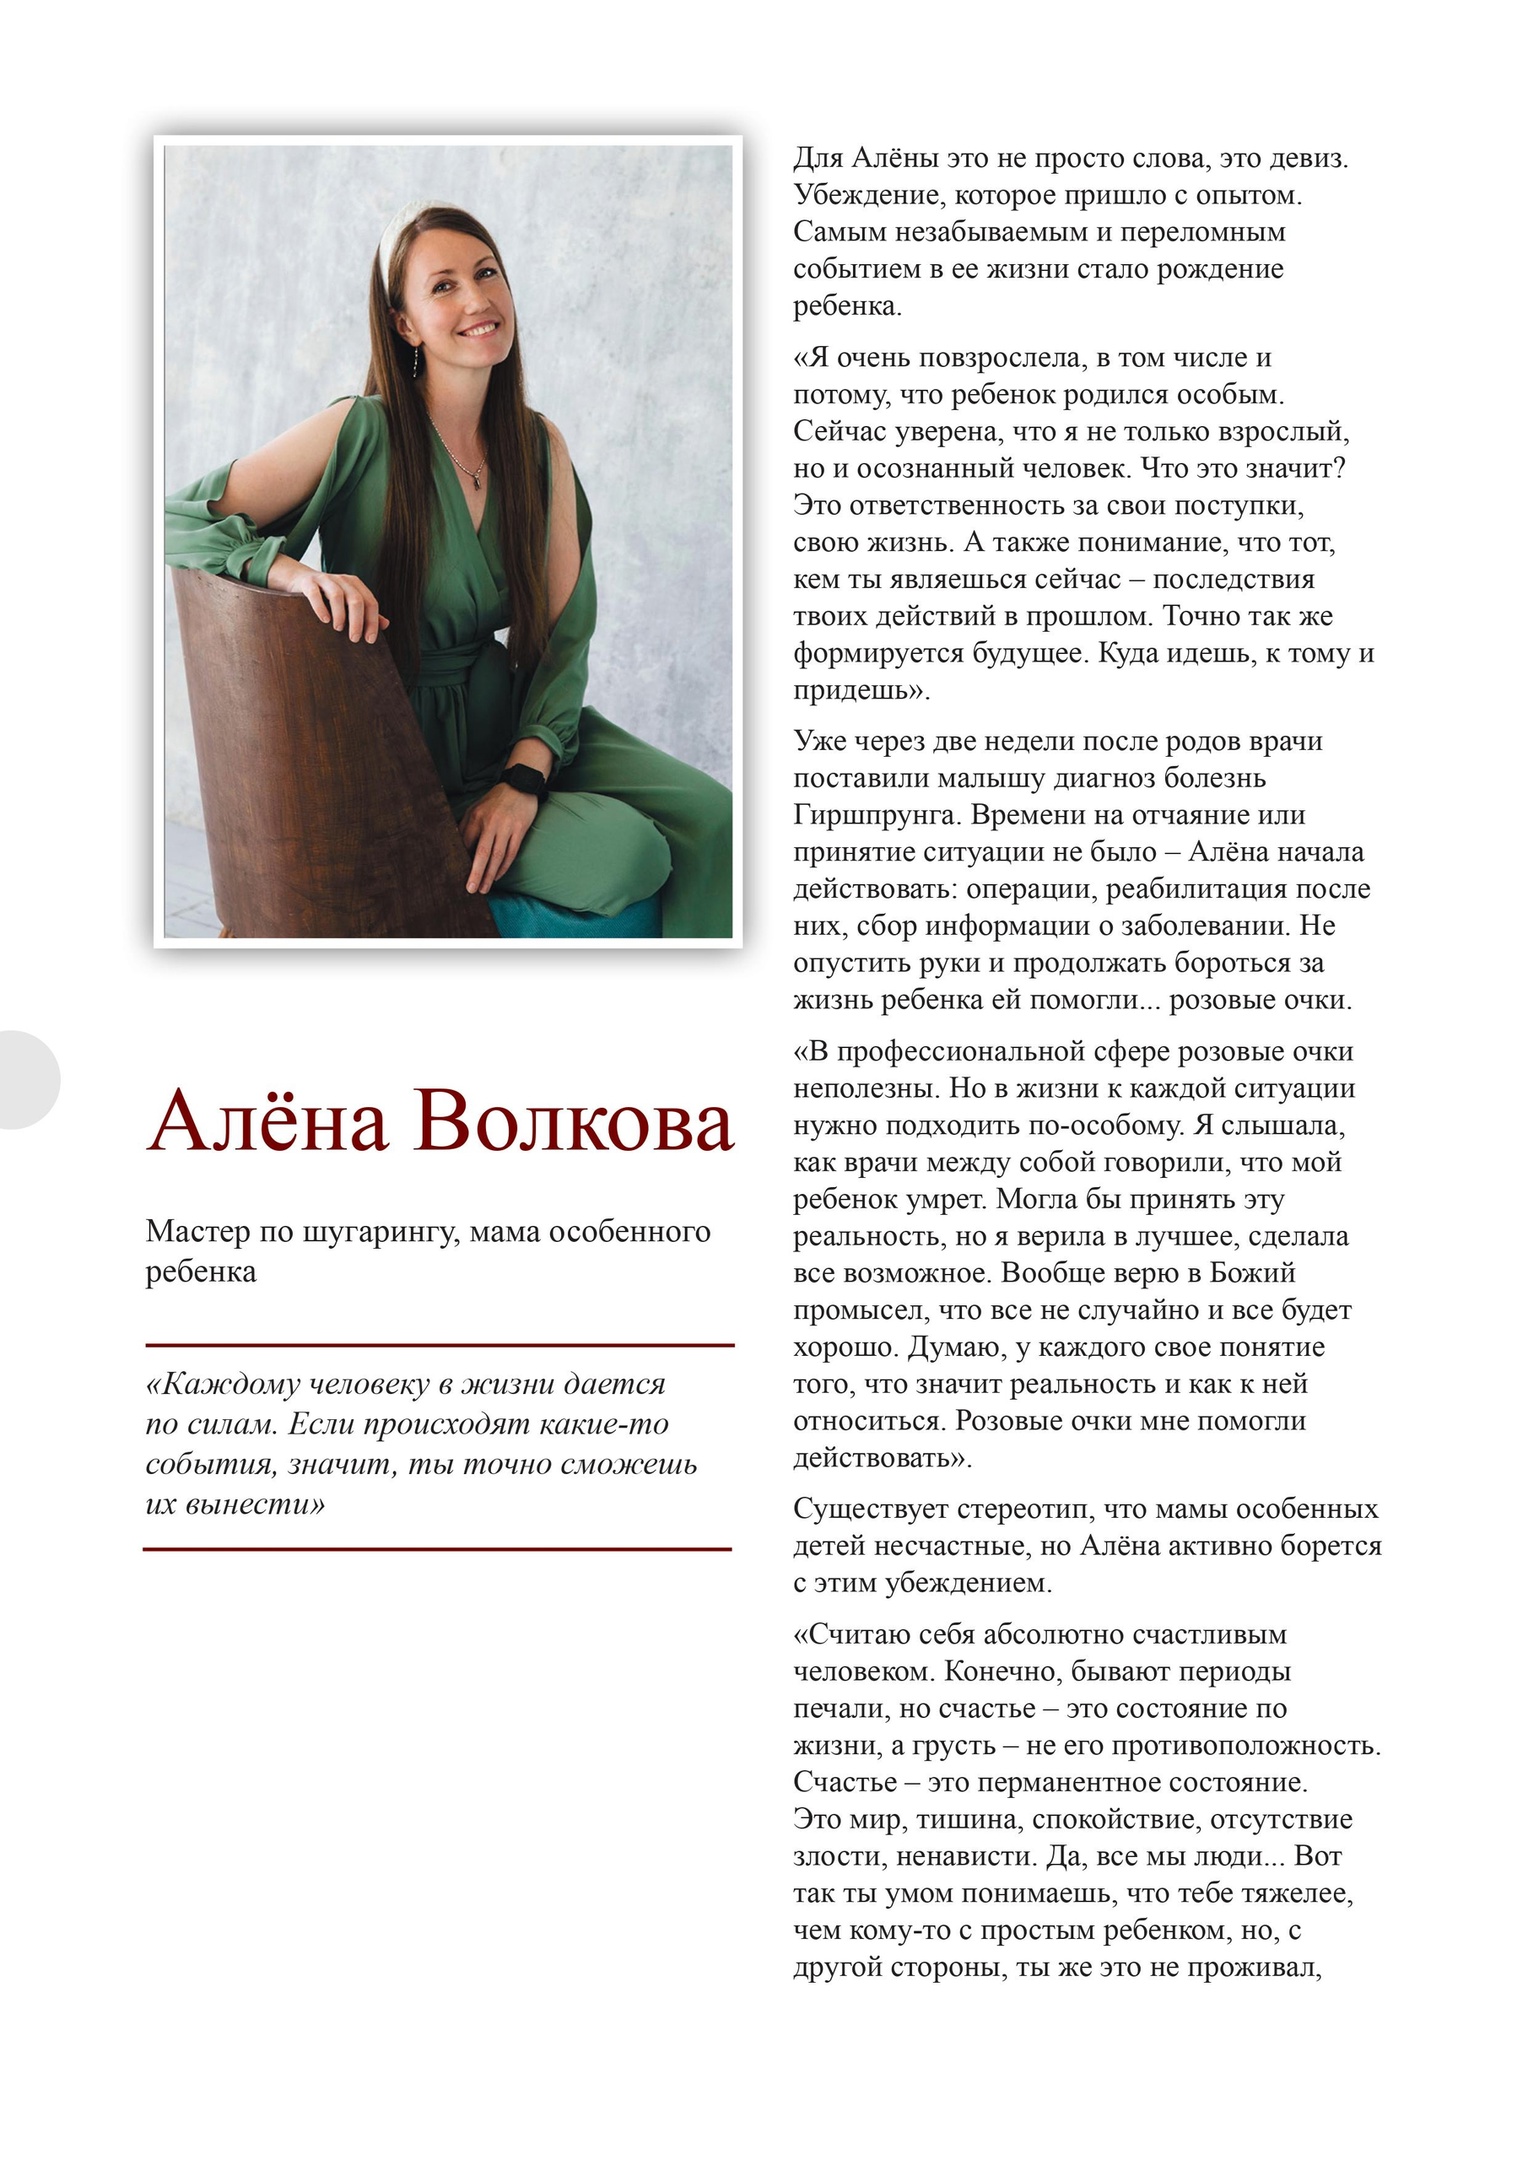 Алёна Волкова
Мастер по шугарингу, мама особенного
ребенка
«Каждому человеку в жизни дается
по силам. Если происходят какие-то
события, значит, ты точно сможешь
их вынести»
Для Алёны это не просто слова, это девиз.
Убеждение, которое пришло с опытом.
Самым незабываемым и переломным
событием в ее жизни стало рождение
ребенка.
«Я очень повзрослела, в том числе и
потому, что ребенок родился особым.
Сейчас уверена, что я не только взрослый,
но и осознанный человек. Что это значит?
Это ответственность за свои поступки,
свою жизнь. А также понимание, что тот,
кем ты являешься сейчас – последствия
твоих действий в прошлом. Точно так же
формируется будущее. Куда идешь, к тому и
придешь».
Уже через две недели после родов врачи
поставили малышу диагноз болезнь
Гиршпрунга. Времени на отчаяние или
принятие ситуации не было – Алёна начала
действовать: операции, реабилитация после
них, сбор информации о заболевании. Не
опустить руки и продолжать бороться за
жизнь ребенка ей помогли... розовые очки.
«В профессиональной сфере розовые очки
неполезны. Но в жизни к каждой ситуации
нужно подходить по-особому. Я слышала,
как врачи между собой говорили, что мой
ребенок умрет. Могла бы принять эту
реальность, но я верила в лучшее, сделала
все возможное. Вообще верю в Божий
промысел, что все не случайно и все будет
хорошо. Думаю, у каждого свое понятие
того, что значит реальность и как к ней
относиться. Розовые очки мне помогли
действовать».
Существует стереотип, что мамы особенных
детей несчастные, но Алёна активно борется
с этим убеждением.
«Считаю себя абсолютно счастливым
человеком. Конечно, бывают периоды
печали, но счастье – это состояние по
жизни, а грусть – не его противоположность.
Счастье – это перманентное состояние.
Это мир, тишина, спокойствие, отсутствие
злости, ненависти. Да, все мы люди... Вот
так ты умом понимаешь, что тебе тяжелее,
чем кому-то с простым ребенком, но, с
другой стороны, ты же это не проживал,